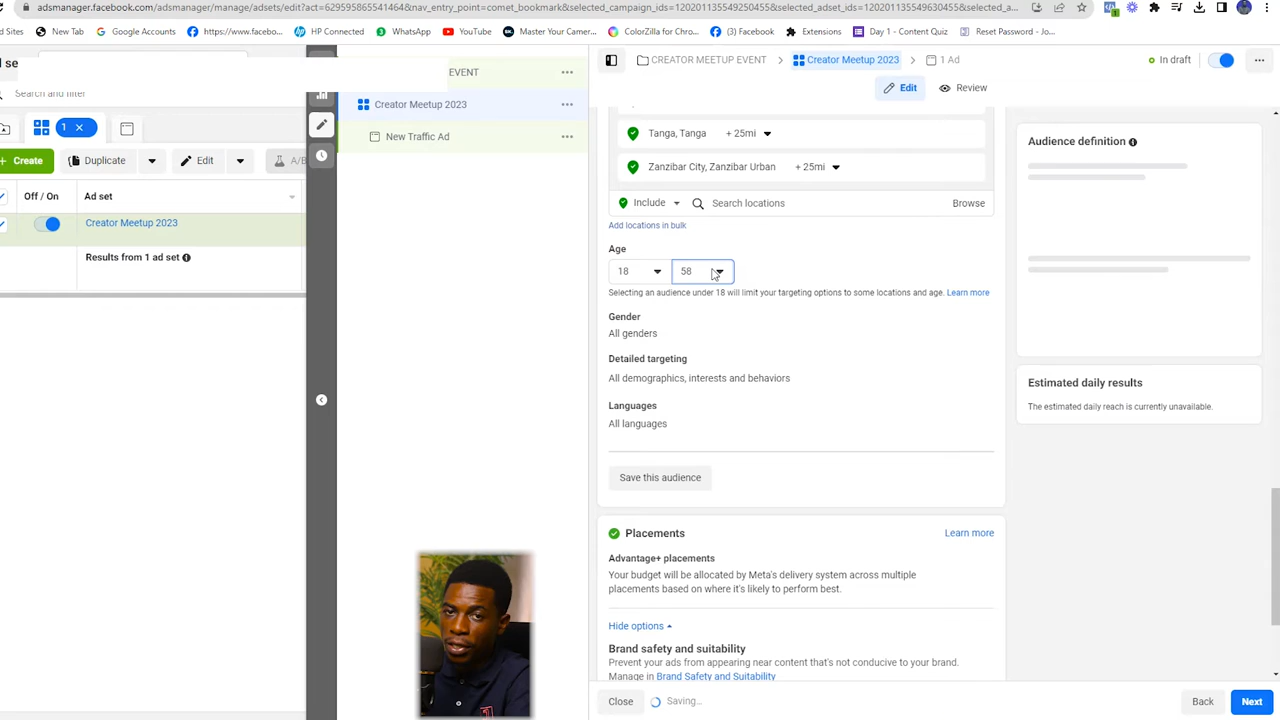 adsmanager.facebook.com/adsmanager/manage/assets/edit?act=629595865541464&nav_entry_point=comet_bookmark&selected_campaign_ids=120201135549250455&selected_adset_ids=120201135549630455&selected_a...
Sites
New Tab
Google Accounts
https://www.facebo...
HP Connected
WhatsApp
YouTube
Master Your Camer...
ColorZilla for Chro...
(3) Facebook
Extensions
Day 1 - Content Quiz
Reset Password - Jo...
d se
Search and filter
1
Create
Duplicate
Edit
A/B
Off / On
Ad set
Creator Meetup 2023
Results from 1 ad set
EVENT
Creator Meetup 2023
New Traffic Ad
CREATOR MEETUP EVENT > Creator Meetup 2023 > 1 Ad
In draft
Edit
Review
Tanga, Tanga + 25mi
Zanzibar City, Zanzibar Urban + 25mi
Include
Search locations
Browse
Add locations in bulk
Age
18
58
Selecting an audience under 18 will limit your targeting options to some locations and age. Learn more
Gender
All genders
Detailed targeting
All demographics, interests and behaviors
Languages
All languages
Save this audience
Placements
Learn more
Advantage+ placements
Your budget will be allocated by Meta's delivery system across multiple
placements based on where it's likely to perform best.
Hide options
Brand safety and suitability
Prevent your ads from appearing near content that's not conducive to your brand.
Manage in Brand Safety and Suitability
Close
Saving...
Back
Next
Audience definition
Estimated daily results
The estimated daily reach is currently unavailable.